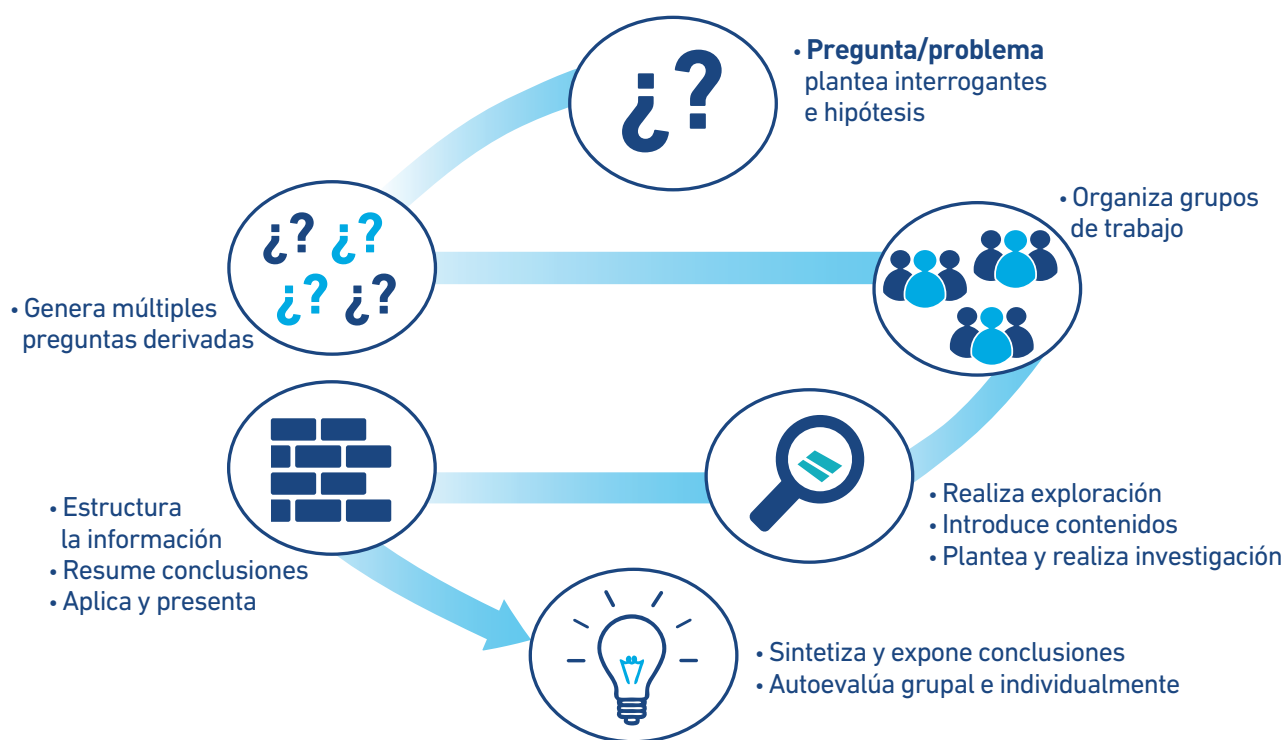 ¿?
• Pregunta/problema
plantea interrogantes
e hipótesis
¿? ¿?
¿? ¿?
• Genera múltiples
preguntas derivadas
• Organiza grupos
de trabajo
• Realiza exploración
• Introduce contenidos
• Plantea y realiza investigación
• Estructura
la información
• Resume conclusiones
• Aplica y presenta
• Sintetiza y expone conclusiones
• Autoevalúa grupal e individualmente